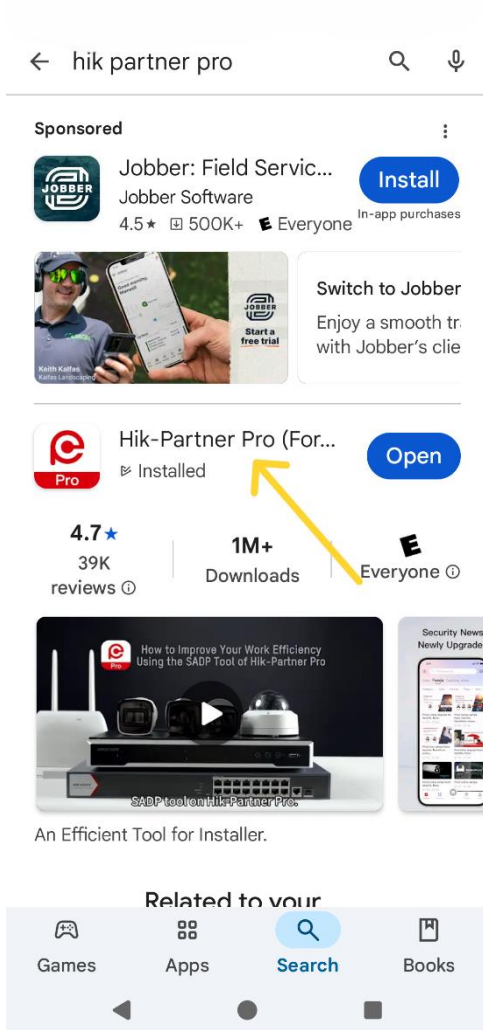 hik partner pro
Sponsored
JOBBER
Jobber: Field Servic...
Install
Jobber Software
In-app purchases
4.5★ 500K+ E Everyone
JOBBER
Start a
free trial
Keith Kalfas
Kalfas Landscaping
Switch to Jobber
Enjoy a smooth tr
with Jobber's clie
Pro
Hik-Partner Pro (For...
Installed
Open
4.7★
39K
reviews
1M+
Downloads
E
Everyone
Pro
How to Improve Your Work Efficiency
Using the SADP Tool of Hik-Partner Pro
SADP tool on Hik-Partner Pro.
Security News
Newly Upgrade
An Efficient Tool for Installer.
Related to your
Games
Apps
Search
Books